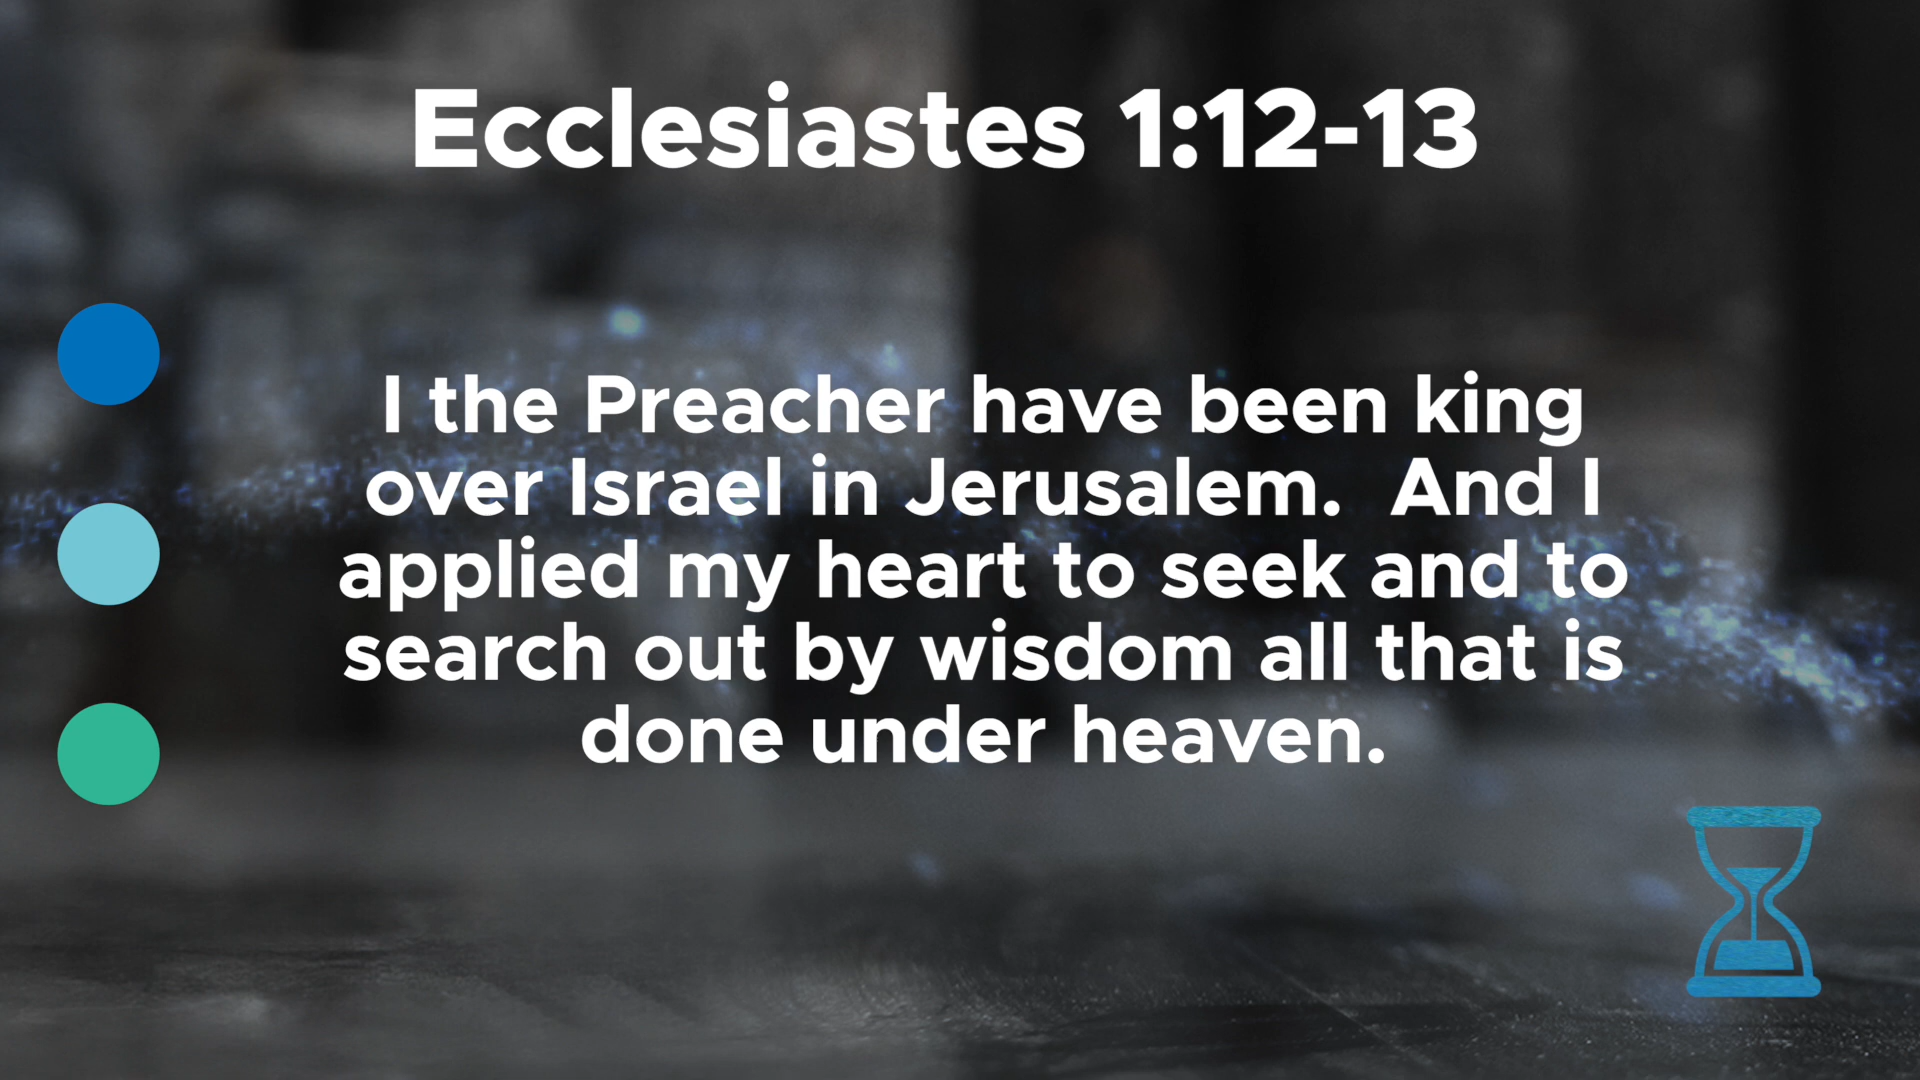 Ecclesiastes 1:12-13
I the Preacher have been king
over Israel in Jerusalem.  And I
applied my heart to seek and to
search out by wisdom all that is
done under heaven.